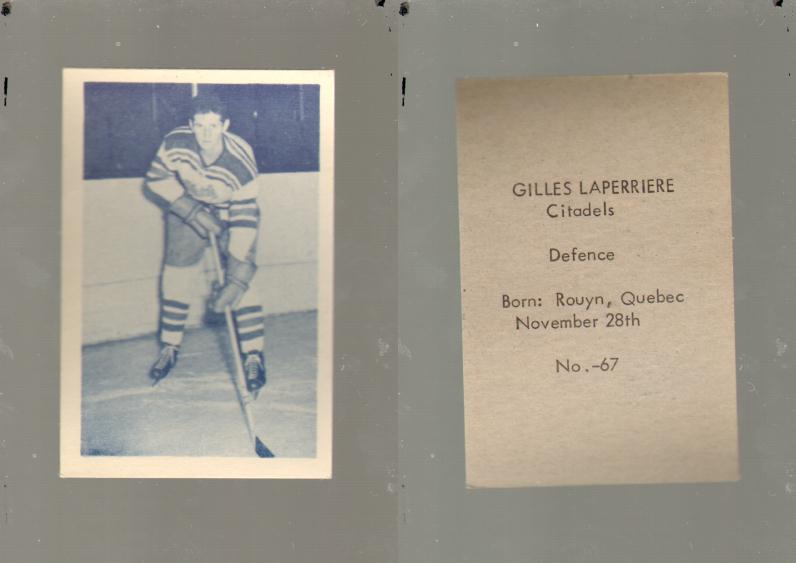 GILLES LAPERRIERE
Citadels
Defence
Born: Rouyn, Quebec
November 28th
No.-67